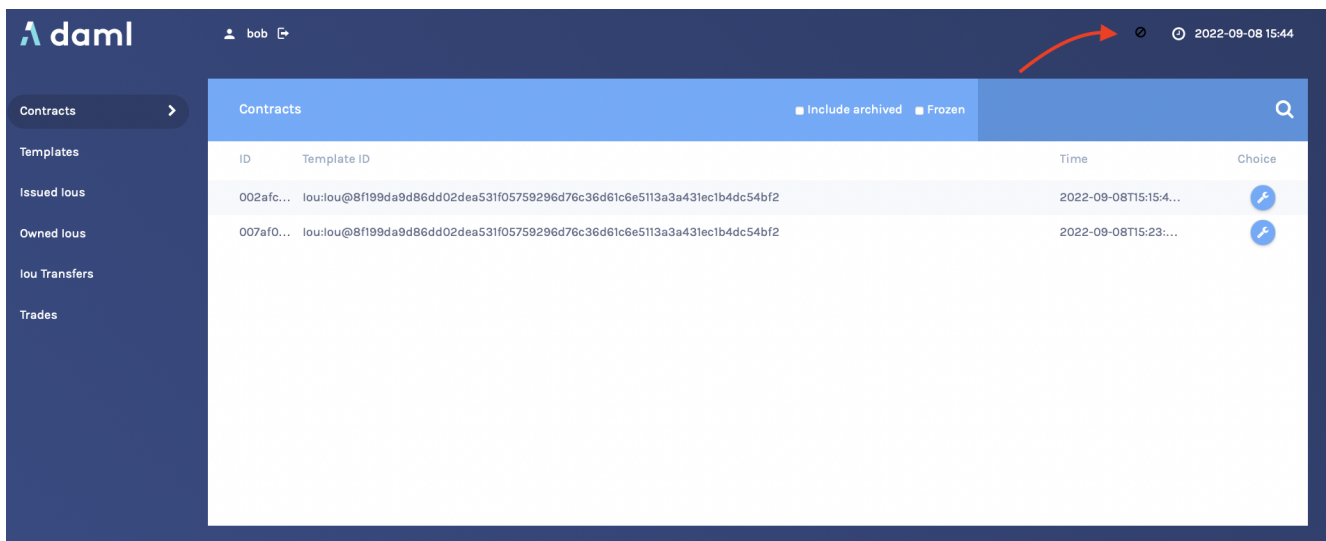 daml
bob
2022-09-08 15:44
Contracts
Templates
Issued Ious
Owned Ious
Iou Transfers
Trades
Contracts Include archived Frozen
ID Template ID Time Choice
002afc... Iou:Iou@8f199da9d86dd02dea531f05759296d76c36d61c6e5113a3a431ec1b4dc54bf2 2022-09-08T15:15:4...
007af0... Iou:Iou@8f199da9d86dd02dea531f05759296d76c36d61c6e5113a3a431ec1b4dc54bf2 2022-09-08T15:23:...